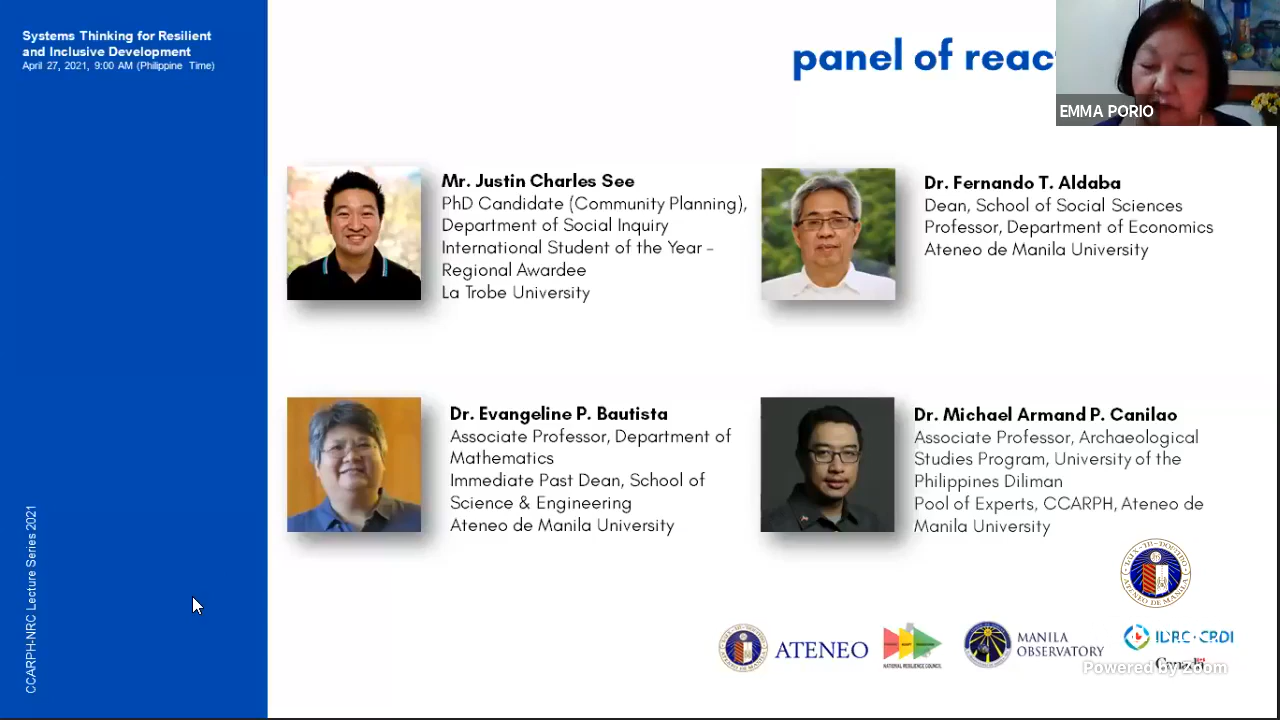 Systems Thinking for Resilient
and Inclusive Development
April 27, 2021, 9:00 AM (Philippine Time)
panel of reac
EMMA PORIO
Mr. Justin Charles See
PhD Candidate (Community Planning),
Department of Social Inquiry
International Student of the Year -
Regional Awardee
La Trobe University
Dr. Fernando T. Aldaba
Dean, School of Social Sciences
Professor, Department of Economics
Ateneo de Manila University
Dr. Evangeline P. Bautista
Associate Professor, Department of
Mathematics
Immediate Past Dean, School of
Science & Engineering
Ateneo de Manila University
Dr. Michael Armand P. Canilao
Associate Professor, Archaeological
Studies Program, University of the
Philippines Diliman
Pool of Experts, CCARPH, Ateneo de
Manila University
CCARPH-NRC Lecture Series 2021
ATENEO DE MANILA
ATENEO
NATIONAL RESILIENCE COUNCIL
MANILA
OBSERVATORY
IDRC · CRDI
Canada
Powered by Zoom